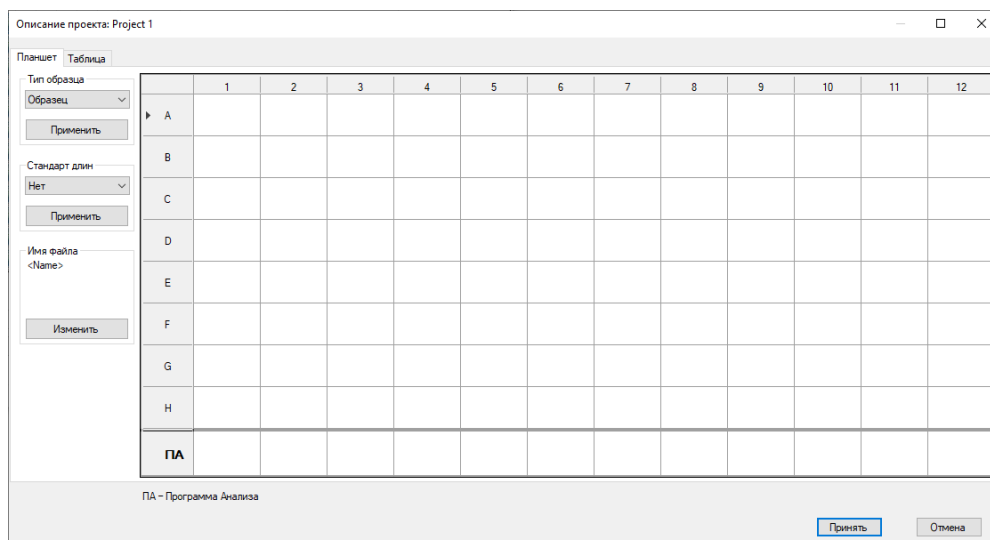 Описание проекта: Project 1
Планшет Таблица
Тип образца
Образец
Применить
Стандарт длин
Нет
Применить
Имя файла
<Name>
Изменить
1 2 3 4 5 6 7 8 9 10 11 12
A
B
C
D
E
F
G
H
ПА
ПА – Программа Анализа
Принять Отмена